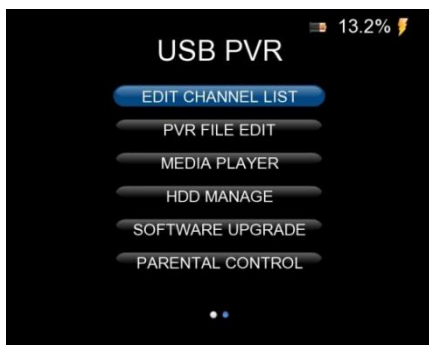 13.2%
USB PVR
EDIT CHANNEL LIST
PVR FILE EDIT
MEDIA PLAYER
HDD MANAGE
SOFTWARE UPGRADE
PARENTAL CONTROL